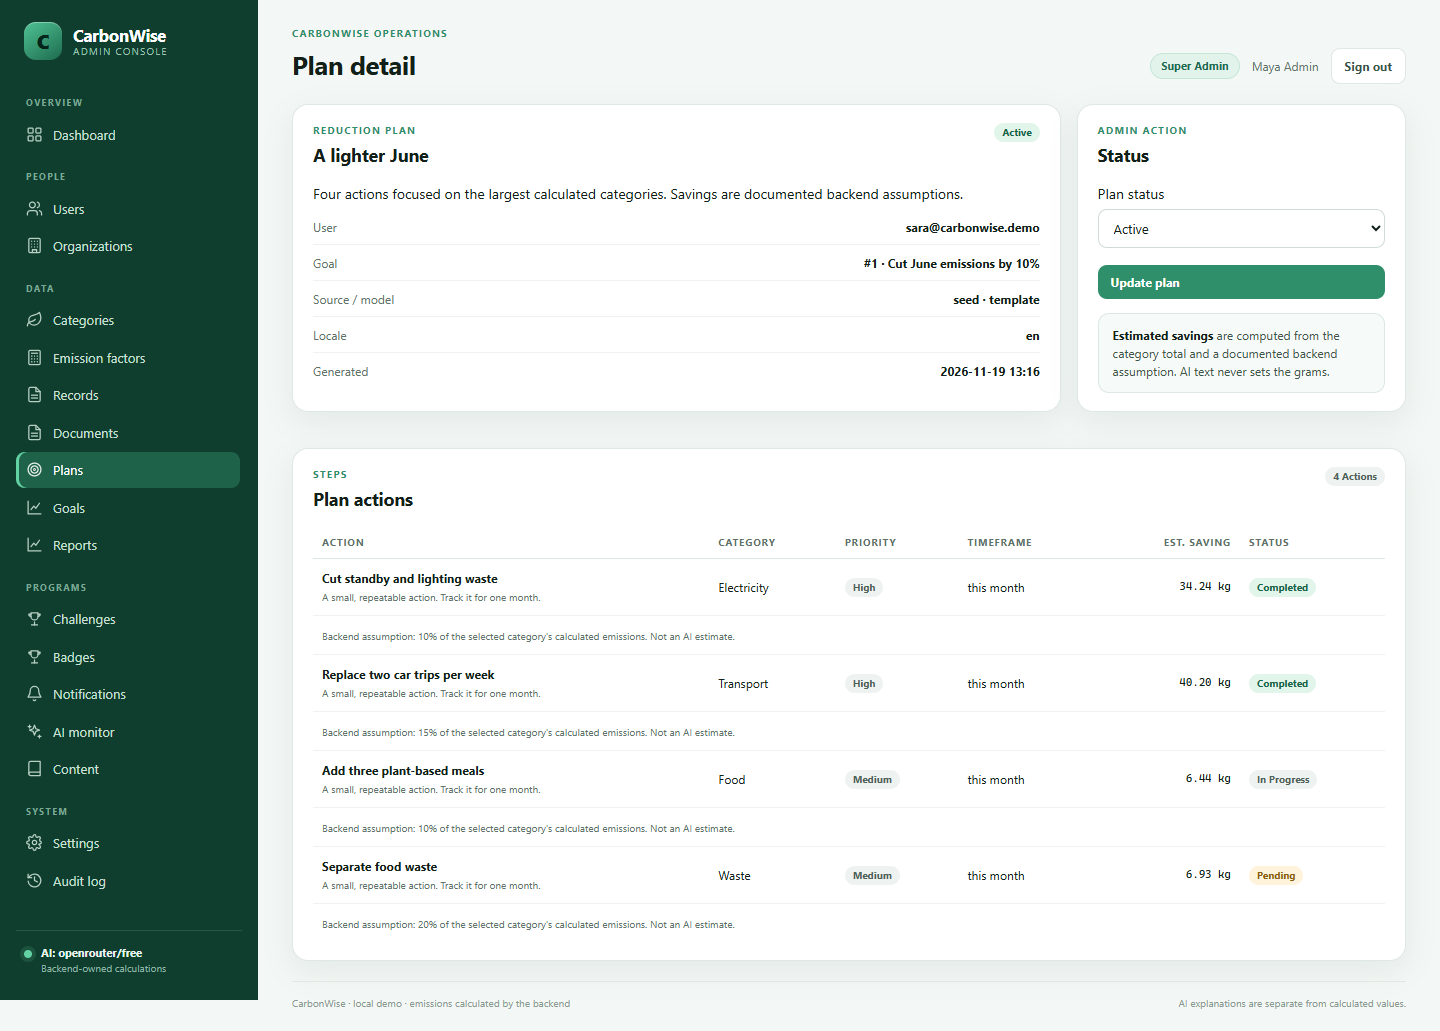 C
CarbonWise
ADMIN CONSOLE
OVERVIEW
Dashboard
PEOPLE
Users
Organizations
DATA
Categories
Emission factors
Records
Documents
Plans
Goals
Reports
PROGRAMS
Challenges
Badges
Notifications
AI monitor
Content
SYSTEM
Settings
Audit log
AI: openrouter/free
Backend-owned calculations
CARBONWISE OPERATIONS
Plan detail
Super Admin
Maya Admin
Sign out
REDUCTION PLAN
Active
A lighter June
Four actions focused on the largest calculated categories. Savings are documented backend assumptions.
User sara@carbonwise.demo
Goal #1 · Cut June emissions by 10%
Source / model seed · template
Locale en
Generated 2026-11-19 13:16
ADMIN ACTION
Status
Plan status
Active
Update plan
Estimated savings are computed from the
category total and a documented backend
assumption. AI text never sets the grams.
STEPS
4 Actions
Plan actions
ACTION CATEGORY PRIORITY TIMEFRAME EST. SAVING STATUS
Cut standby and lighting waste
A small, repeatable action. Track it for one month.
Electricity High this month 34.24 kg Completed
Backend assumption: 10% of the selected category's calculated emissions. Not an AI estimate.
Replace two car trips per week
A small, repeatable action. Track it for one month.
Transport High this month 40.20 kg Completed
Backend assumption: 15% of the selected category's calculated emissions. Not an AI estimate.
Add three plant-based meals
A small, repeatable action. Track it for one month.
Food Medium this month 6.44 kg In Progress
Backend assumption: 10% of the selected category's calculated emissions. Not an AI estimate.
Separate food waste
A small, repeatable action. Track it for one month.
Waste Medium this month 6.93 kg Pending
Backend assumption: 20% of the selected category's calculated emissions. Not an AI estimate.
CarbonWise · local demo · emissions calculated by the backend
AI explanations are separate from calculated values.